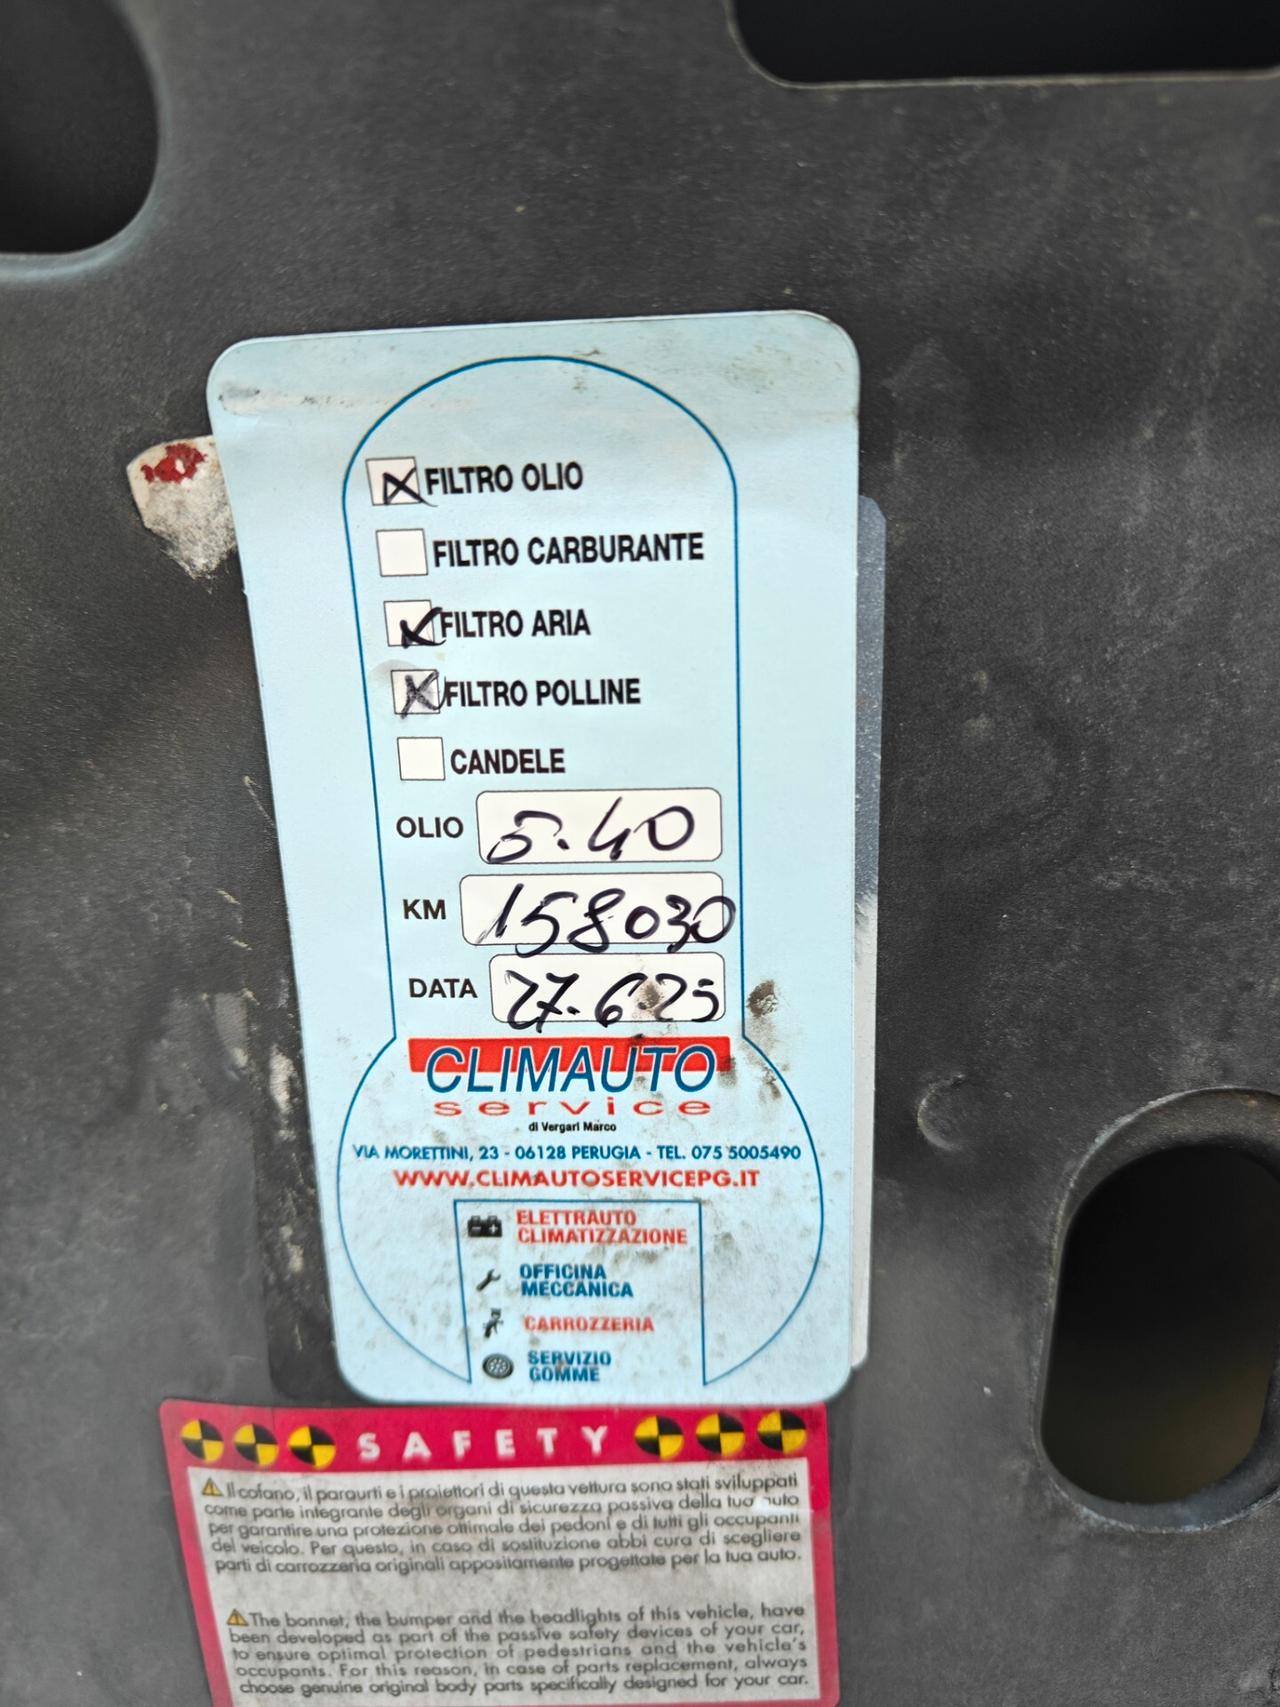 FILTRO OLIO
FILTRO CARBURANTE
FILTRO ARIA
FILTRO POLLINE
CANDELE
OLIO 5.40
KM 158030
DATA 27.6.25
CLIMAUTO
service
di Vergari Marco
VIA MORETTINI, 23 - 06128 PERUGIA - TEL. 075 5005490
WWW.CLIMAUTOSERVICEPG.IT
ELETTRAUTO
CLIMATIZZAZIONE
OFFICINA
MECCANICA
CARROZZERIA
SERVIZIO
GOMME
SAFETY
Il cofano, il paraurti e i proiettori di questa vettura sono stati sviluppati
come parte integrante degli organi di sicurezza passiva della tua auto
per garantire una protezione ottimale dei pedoni e di tutti gli occupanti
del veicolo. Per questo, in caso di sostituzione abbi cura di scegliere
parti di carrozzeria originali appositamente progettate per la tua auto.
The bonnet, the bumper and the headlights of this vehicle, have
been developed as part of the passive safety devices of your car,
to ensure optimal protection of pedestrians and the vehicle's
occupants. For this reason, in case of parts replacement, always
choose genuine original body parts specifically designed for your car.